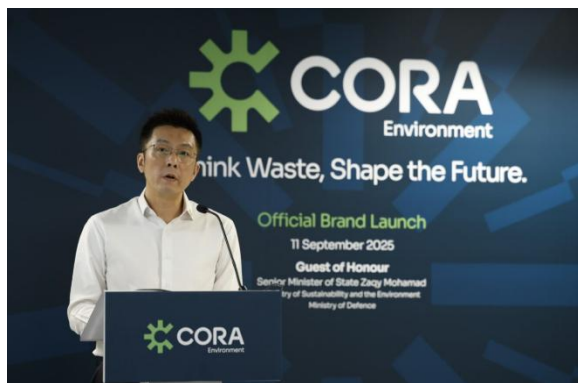 CORA
Environment
hink Waste, Shape the Future.
Official Brand Launch
11 September 2025
Guest of Honour
Senior Minister of State Zaqy Mohamad
ry of Sustainability and the Environment
Ministry of Defence
CORA
Environment